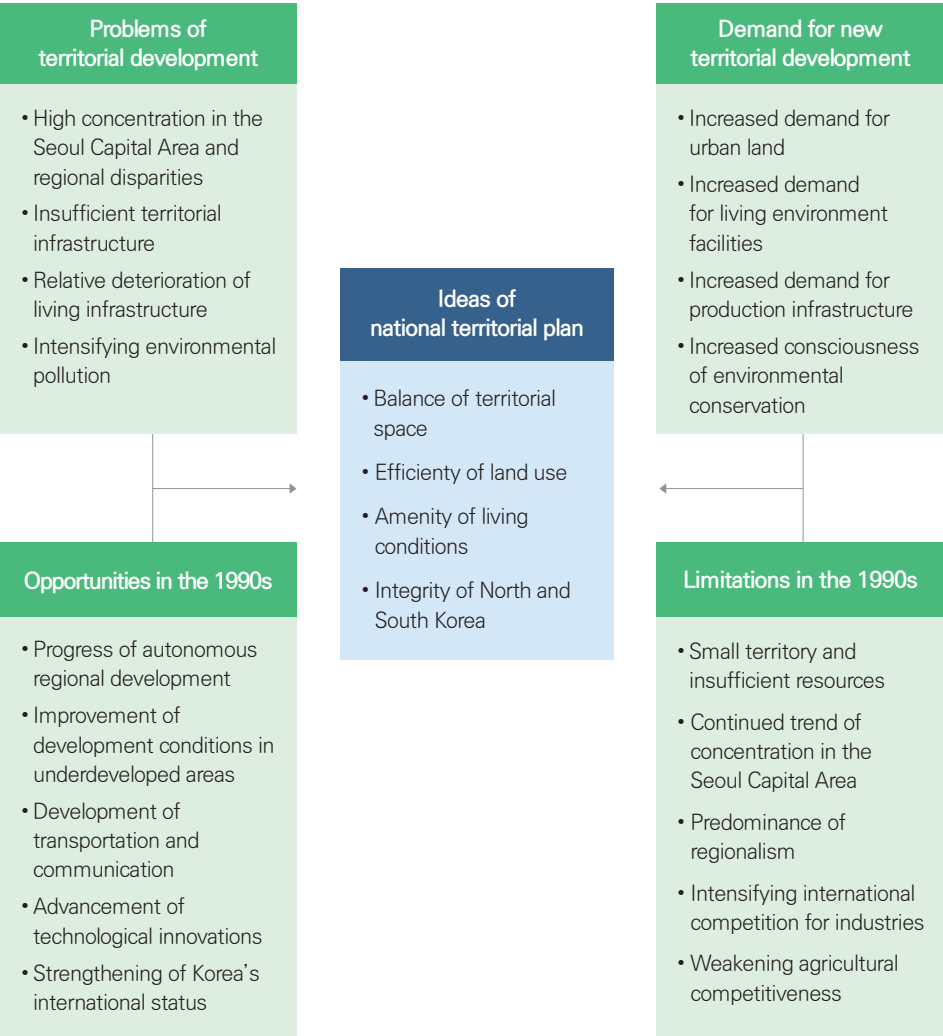 Problems of
territorial development
• High concentration in the
Seoul Capital Area and
regional disparities
• Insufficient territorial
infrastructure
• Relative deterioration of
living infrastructure
• Intensifying environmental
pollution
Opportunities in the 1990s
• Progress of autonomous
regional development
• Improvement of
development conditions in
underdeveloped areas
• Development of
transportation and
communication
• Advancement of
technological innovations
• Strengthening of Korea's
international status
Ideas of
national territorial plan
• Balance of territorial
space
• Efficienty of land use
• Amenity of living
conditions
• Integrity of North and
South Korea
Demand for new
territorial development
• Increased demand for
urban land
• Increased demand
for living environment
facilities
• Increased demand for
production infrastructure
• Increased consciousness
of environmental
conservation
Limitations in the 1990s
• Small territory and
insufficient resources
• Continued trend of
concentration in the
Seoul Capital Area
• Predominance of
regionalism
• Intensifying international
competition for industries
• Weakening agricultural
competitiveness